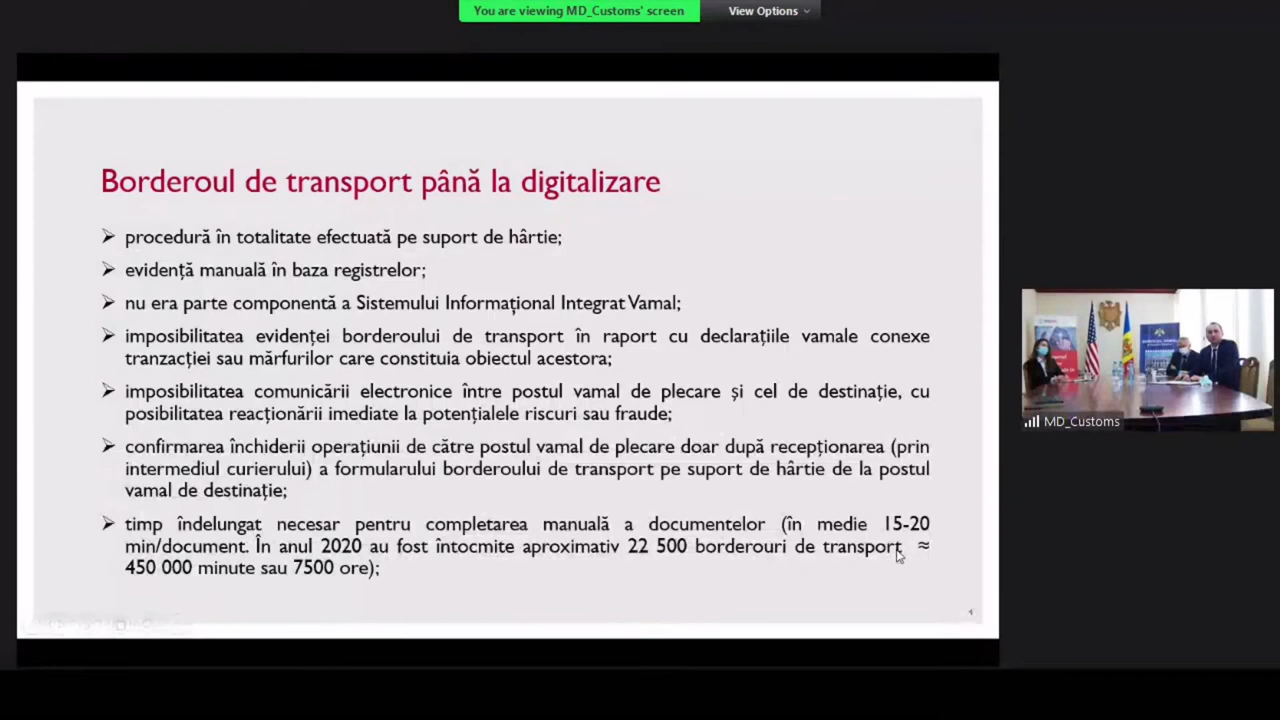 You are viewing MD_Customs' screen
View Options
Borderoul de transport până la digitalizare
➢ procedură în totalitate efectuată pe suport de hârtie;
➢ evidență manuală în baza registrelor;
➢ nu era parte componentă a Sistemului Informațional Integrat Vamal;
➢ imposibilitatea evidenței borderoului de transport în raport cu declarațiile vamale conexe
tranzacției sau mărfurilor care constituia obiectul acestora;
➢ imposibilitatea comunicării electronice între postul vamal de plecare și cel de destinație, cu
posibilitatea reacționării imediate la potențialele riscuri sau fraude;
➢ confirmarea închiderii operațiunii de către postul vamal de plecare doar după recepționarea (prin
intermediul curierului) a formularului borderoului de transport pe suport de hârtie de la postul
vamal de destinație;
➢ timp îndelungat necesar pentru completarea manuală a documentelor (în medie 15-20
min/document. În anul 2020 au fost întocmite aproximativ 22 500 borderouri de transport ≈
450 000 minute sau 7500 ore);
MD_Customs